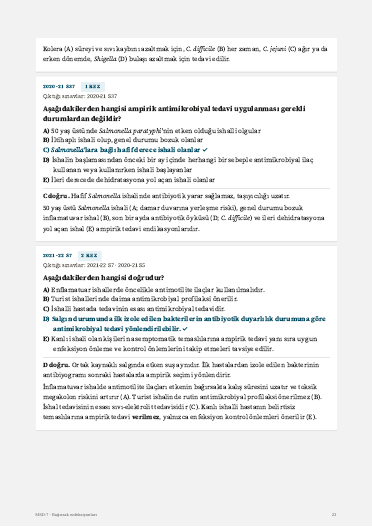 Kolera (A) süreyi ve sıvı kaybını azaltmak için, C. difficile (B) her zaman, C. jejuni (C) ağır ya da
erken dönemde, Shigella (D) bulaşı azaltmak için tedavi edilir.
2020-21 S37 1 KEZ
Çıktığı sınavlar: 2020-21 S37
Aşağıdakilerden hangisi ampirik antimikrobiyal tedavi uygulanması gerekli
durumlardan değildir?
A) 50 yaş üstünde Salmonella paratyphi'nin etken olduğu ishali olgular
B) İltihaplı ishali olup, genel durumu bozuk olanlar
C) Salmonella'lara bağlı hafif derece ishali olanlar ✓
D) İshalin başlamasından önceki bir ay içinde herhangi bir sebeple antimikrobiyal ilaç
kullanan veya kullanırken ishali başlayanlar
E) İleri derecede dehidratasyona yol açan ishali olanlar
C doğru. Hafif Salmonella ishalinde antibiyotik yarar sağlamaz, taşıyıcılığı uzatır.
50 yaş üstü Salmonella ishali (A; damar duvarına yerleşme riski), genel durumu bozuk
inflamatuvar ishal (B), son bir ayda antibiyotik öyküsü (D; C. difficile) ve ileri dehidratasyona
yol açan ishal (E) ampirik tedavi endikasyonlarıdır.
2021-22 S7 2 KEZ
Çıktığı sınavlar: 2021-22 S7 · 2020-21 S5
Aşağıdakilerden hangisi doğrudur?
A) Enflamatuar ishallerde öncelikle antimotilite ilaçlar kullanılmalıdır.
B) Turist ishallerinde daima antimikrobiyal profilaksi önerilir.
C) İshalli hastada tedavinin esası antimikrobiyal tedavidir.
D) Salgın durumunda ilk izole edilen bakterilerin antibiyotik duyarlılık durumuna göre
antimikrobiyal tedavi yönlendirilebilir. ✓
E) Kanlı ishali olan kişilerin asemptomatik temaslılarına ampirik tedavi yanı sıra uygun
enfeksiyon önleme ve kontrol önlemlerini takip etmeleri tavsiye edilir.
D doğru. Ortak kaynaklı salgında etken suş aynıdır. İlk hastalardan izole edilen bakterinin
antibiyogramı sonraki hastalarda ampirik seçimi yönlendirir.
İnflamatuvar ishalde antimotilite ilaçları etkenin bağırsakta kalış süresini uzatır ve toksik
megakolon riskini artırır (A). Turist ishalinde rutin antimikrobiyal profilaksi önerilmez (B).
İshal tedavisinin esası sıvı-elektrolit tedavisidir (C). Kanlı ishalli hastanın belirtisiz
temaslılarına ampirik tedavi verilmez, yalnızca enfeksiyon kontrol önlemleri önerilir (E).